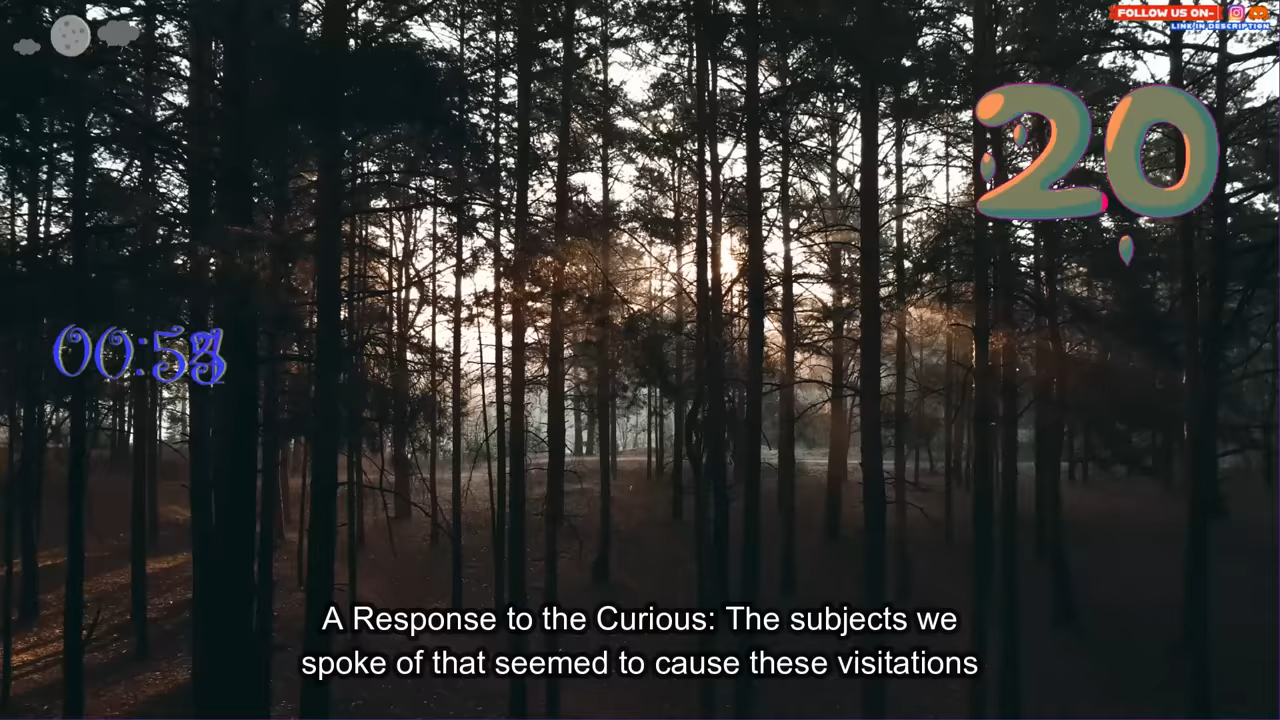 FOLLOW US ON-
LINK IN DESCRIPTION
20
A Response to the Curious: The subjects we
spoke of that seemed to cause these visitations